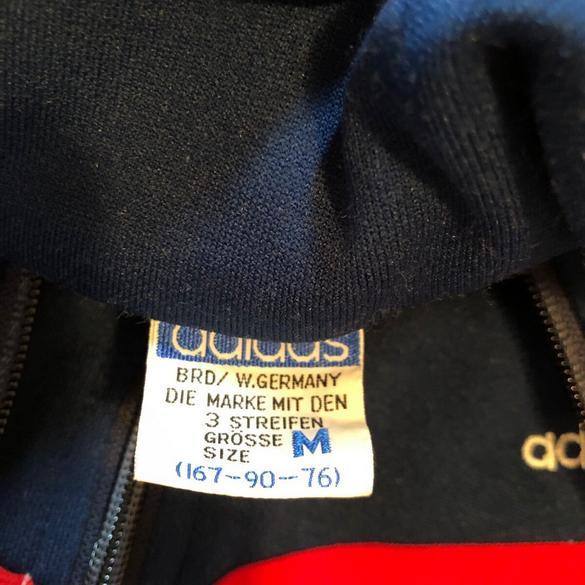 adidas
BRD/ W.GERMANY
DIE MARKE MIT DEN
3 STREIFEN
GRÖSSE M
SIZE
(167--90--76)